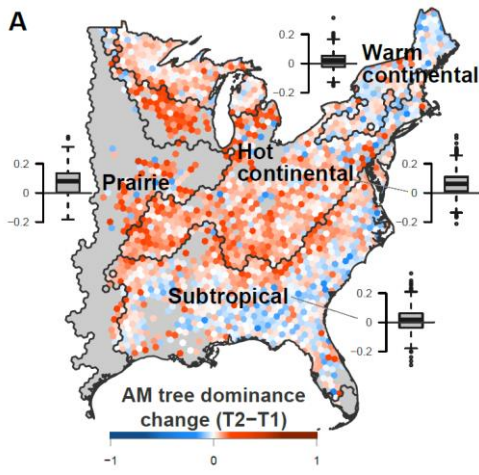 A
0.2
0
−0.2
Warm
continental
0.2
0
−0.2
Prairie
Hot
continental
0.2
0
−0.2
Subtropical
0.2
0
−0.2
AM tree dominance
change (T2−T1)
−1
0
1